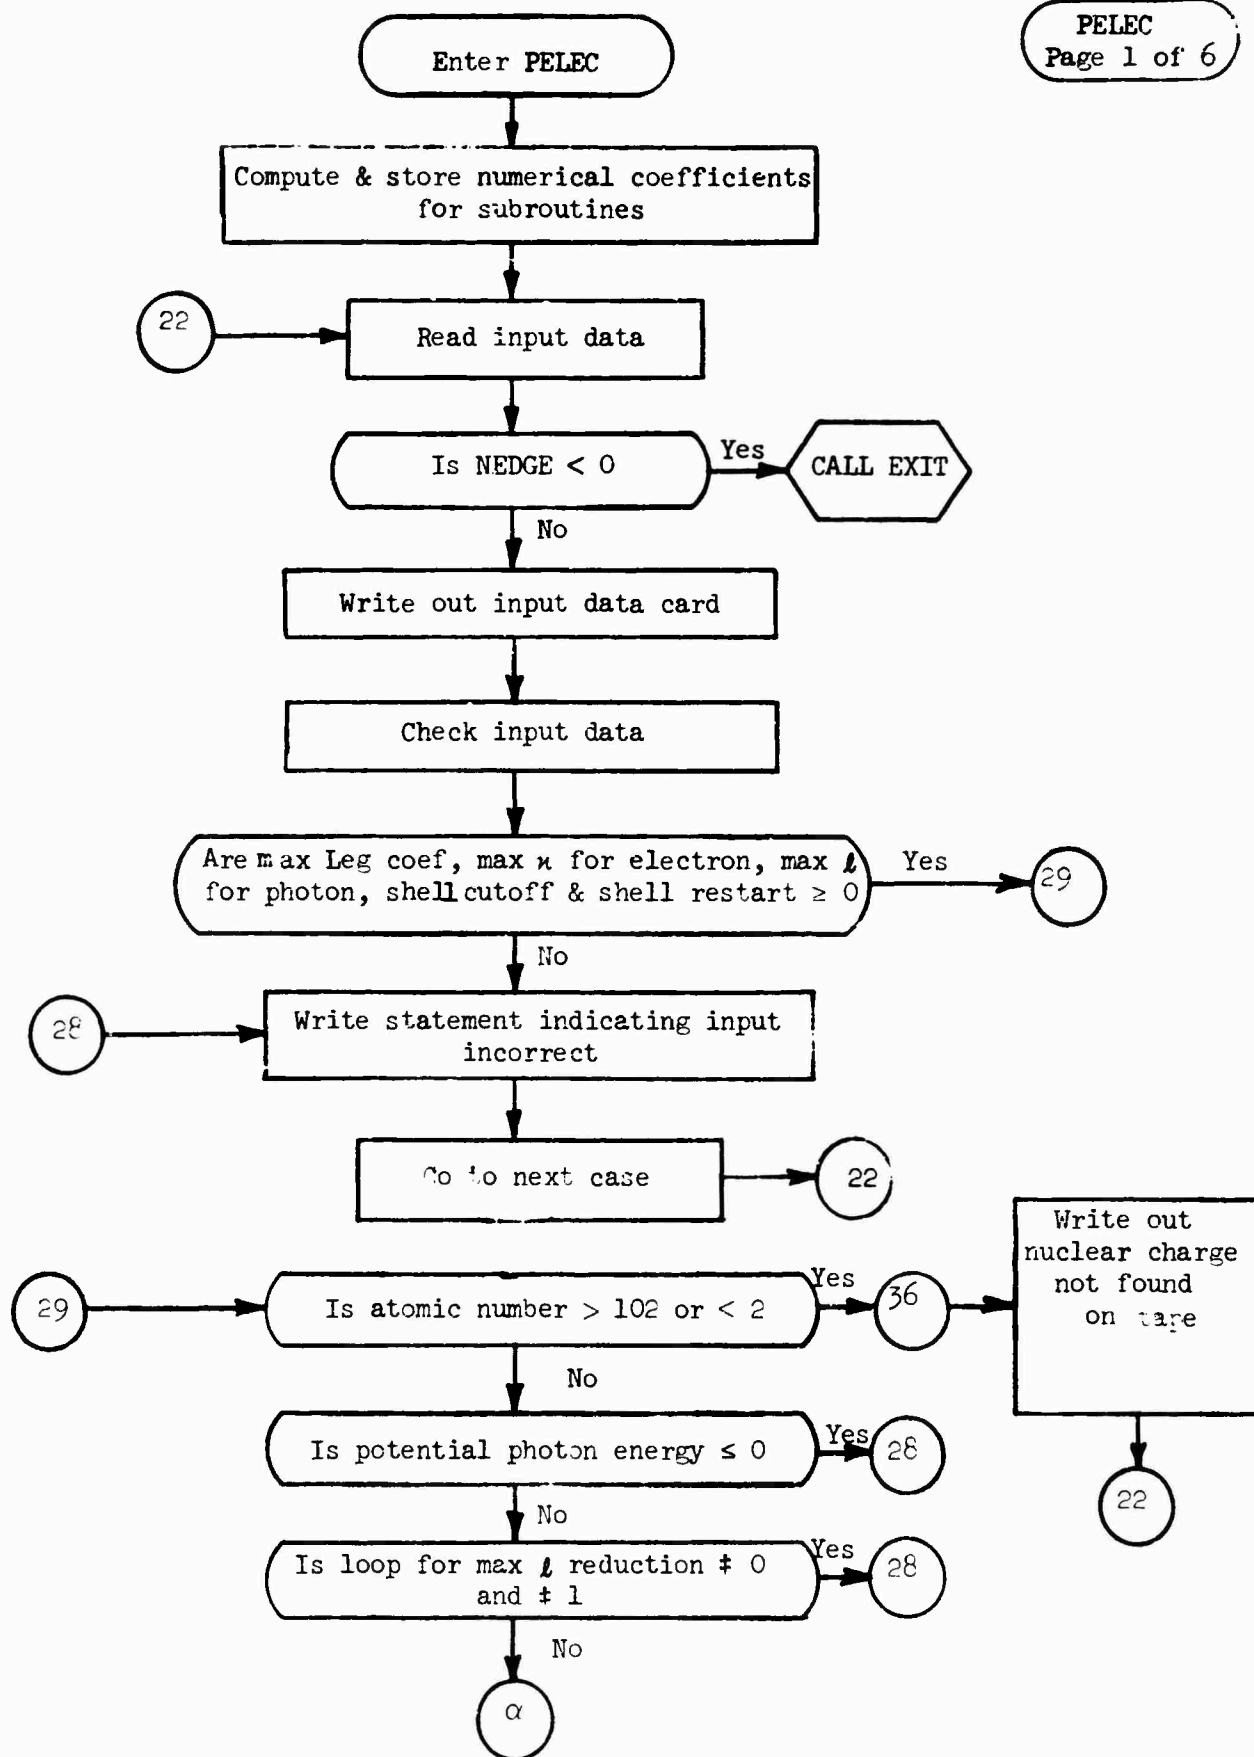 PELEC
Page 1 of 6
Enter PELEC
Compute & store numerical coefficients
for subroutines
22
Read input data
Is NEDGE < 0
Yes
CALL EXIT
No
Write out input data card
Check input data
Are max Leg coef, max κ for electron, max ℓ
for photon, shell cutoff & shell restart ≥ 0
Yes
29
No
28
Write statement indicating input
incorrect
Go to next case
22
29
Is atomic number > 102 or < 2
Yes
36
Write out
nuclear charge
not found
on tape
No
Is potential photon energy ≤ 0
Yes
28
22
No
Is loop for max ℓ reduction ‡ 0
and ‡ 1
Yes
28
No
α